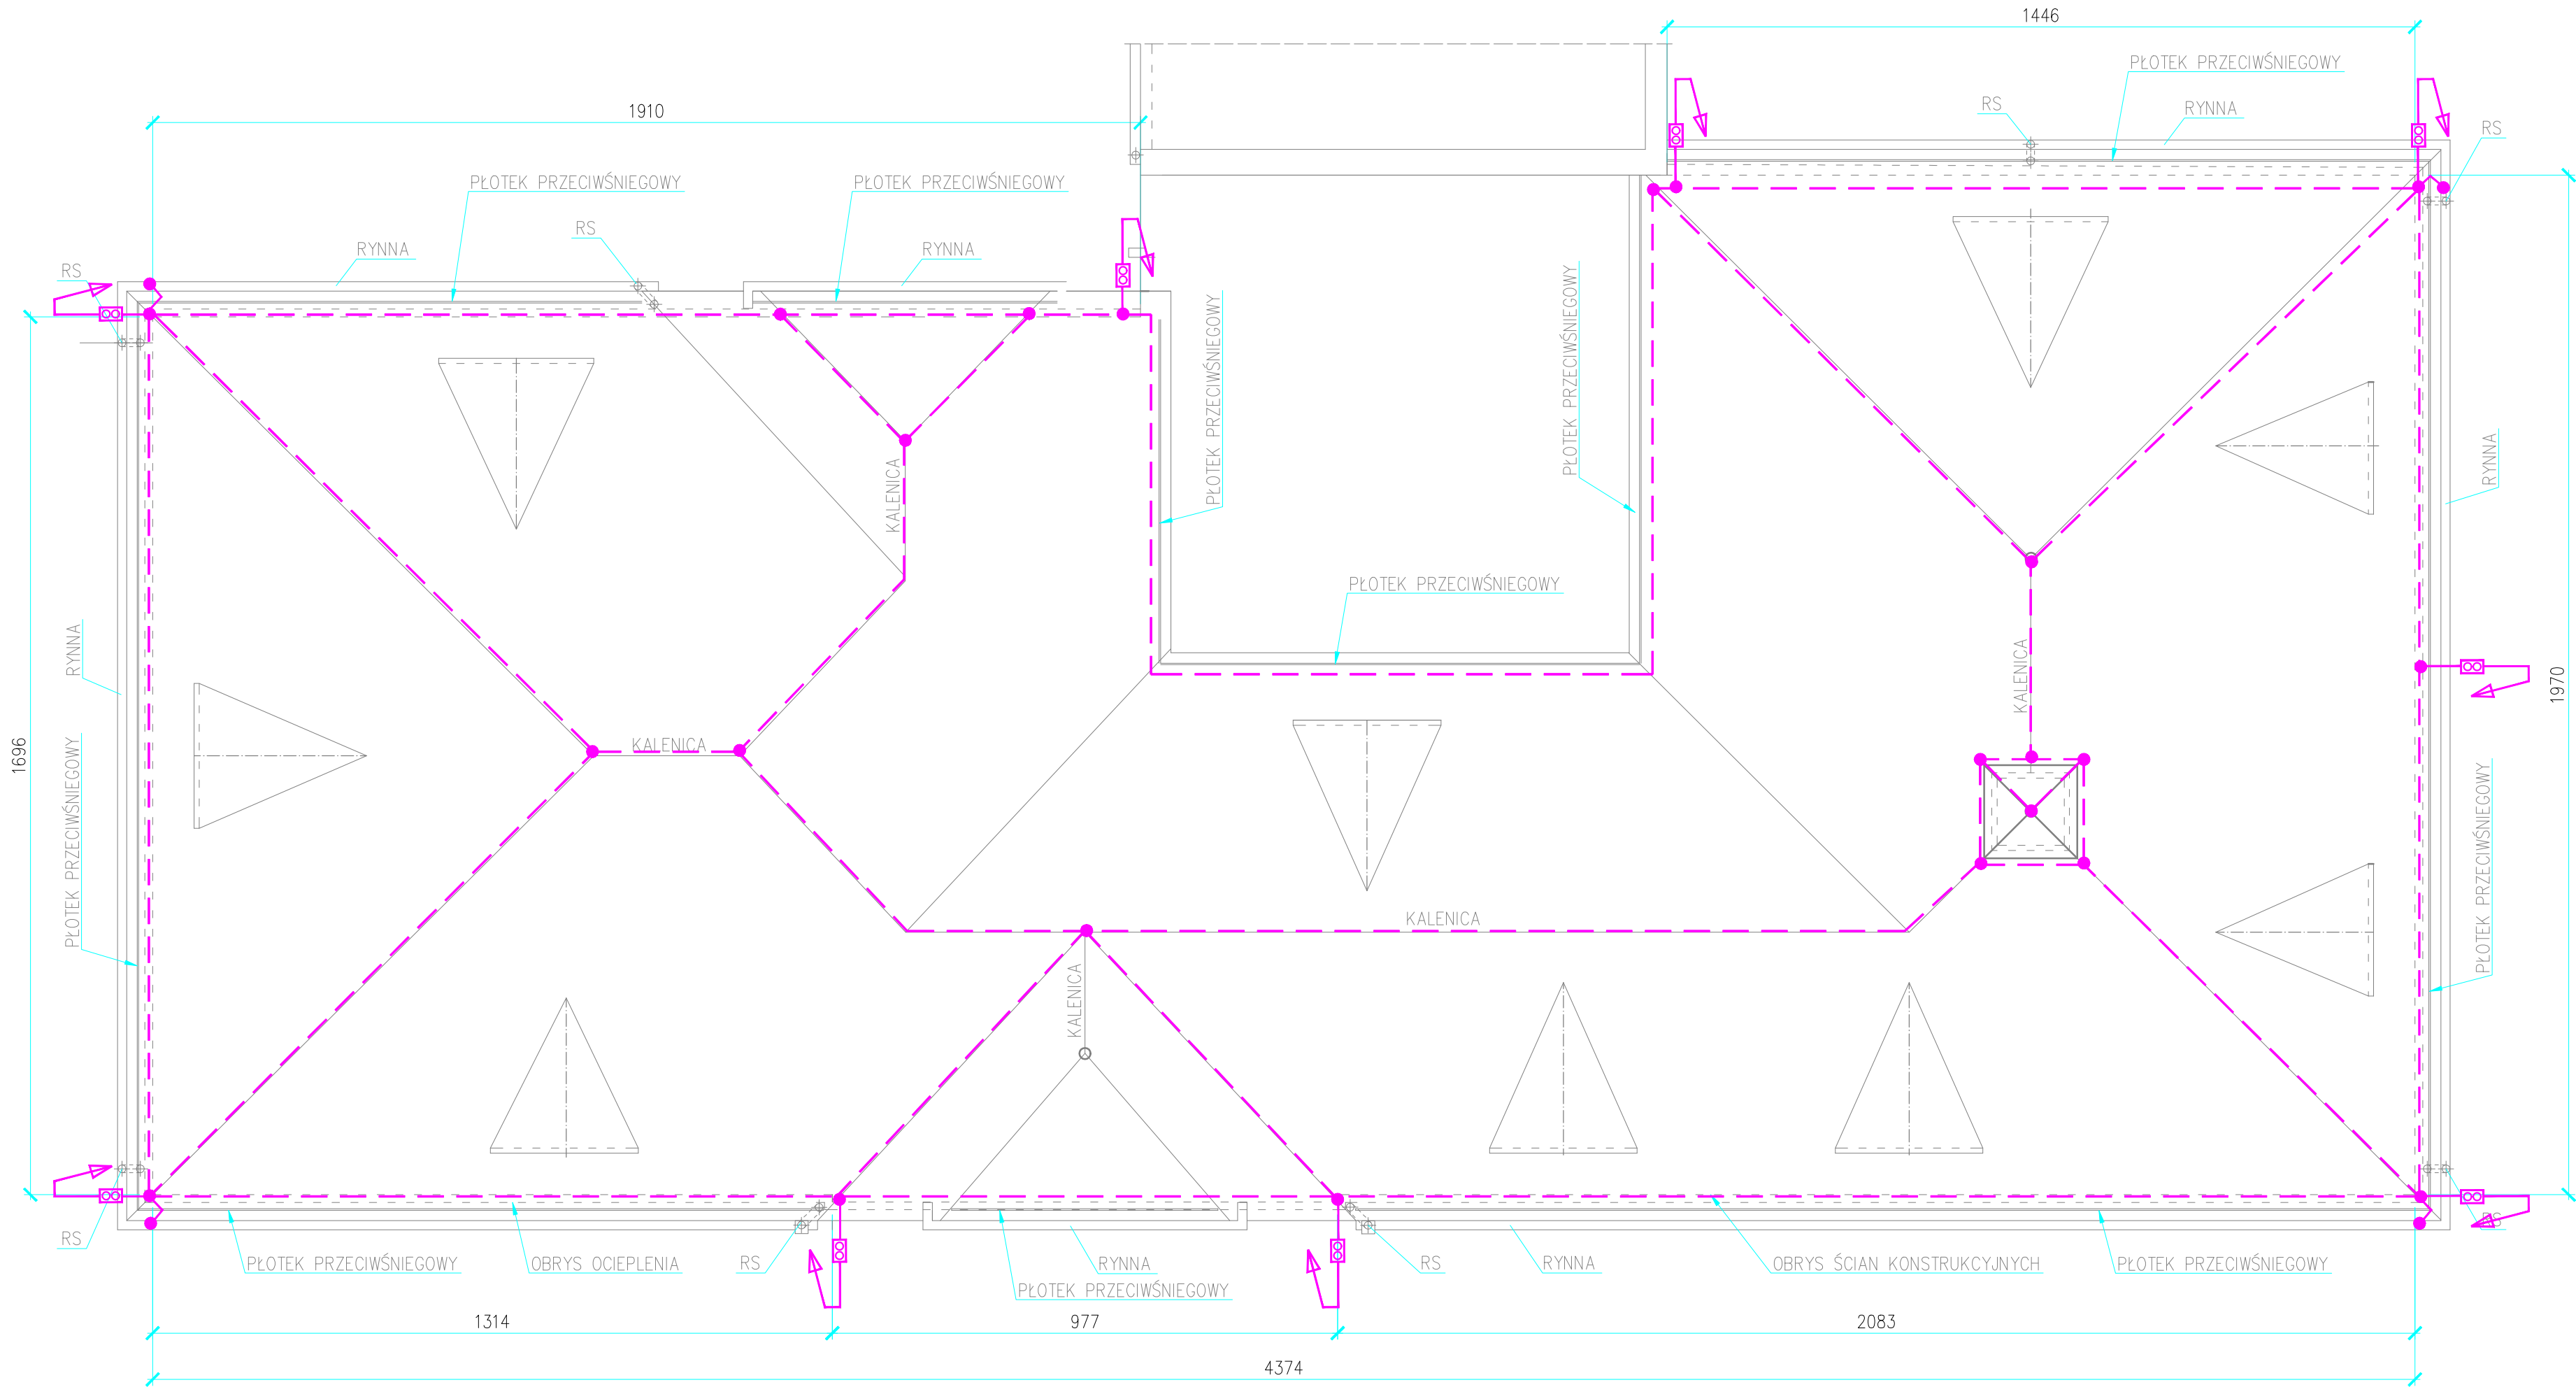 1446
PŁOTEK PRZECIWŚNIEGOWY
RS
RYNNA
RS
1910
PŁOTEK PRZECIWŚNIEGOWY
PŁOTEK PRZECIWŚNIEGOWY
RS
RYNNA
RYNNA
RS
PŁOTEK PRZECIWŚNIEGOWY
PŁOTEK PRZECIWŚNIEGOWY
KALENICA
RYNNA
PŁOTEK PRZECIWŚNIEGOWY
RYNNA
KALENICA
1970
1696
KALENICA
PŁOTEK PRZECIWŚNIEGOWY
PŁOTEK PRZECIWŚNIEGOWY
KALENICA
KALENICA
RS
PŁOTEK PRZECIWŚNIEGOWY
OBRYS OCIEPLENIA
RS
RYNNA
PŁOTEK PRZECIWŚNIEGOWY
RS
RYNNA
OBRYS ŚCIAN KONSTRUKCYJNYCH
PŁOTEK PRZECIWŚNIEGOWY
RS
1314
977
2083
4374